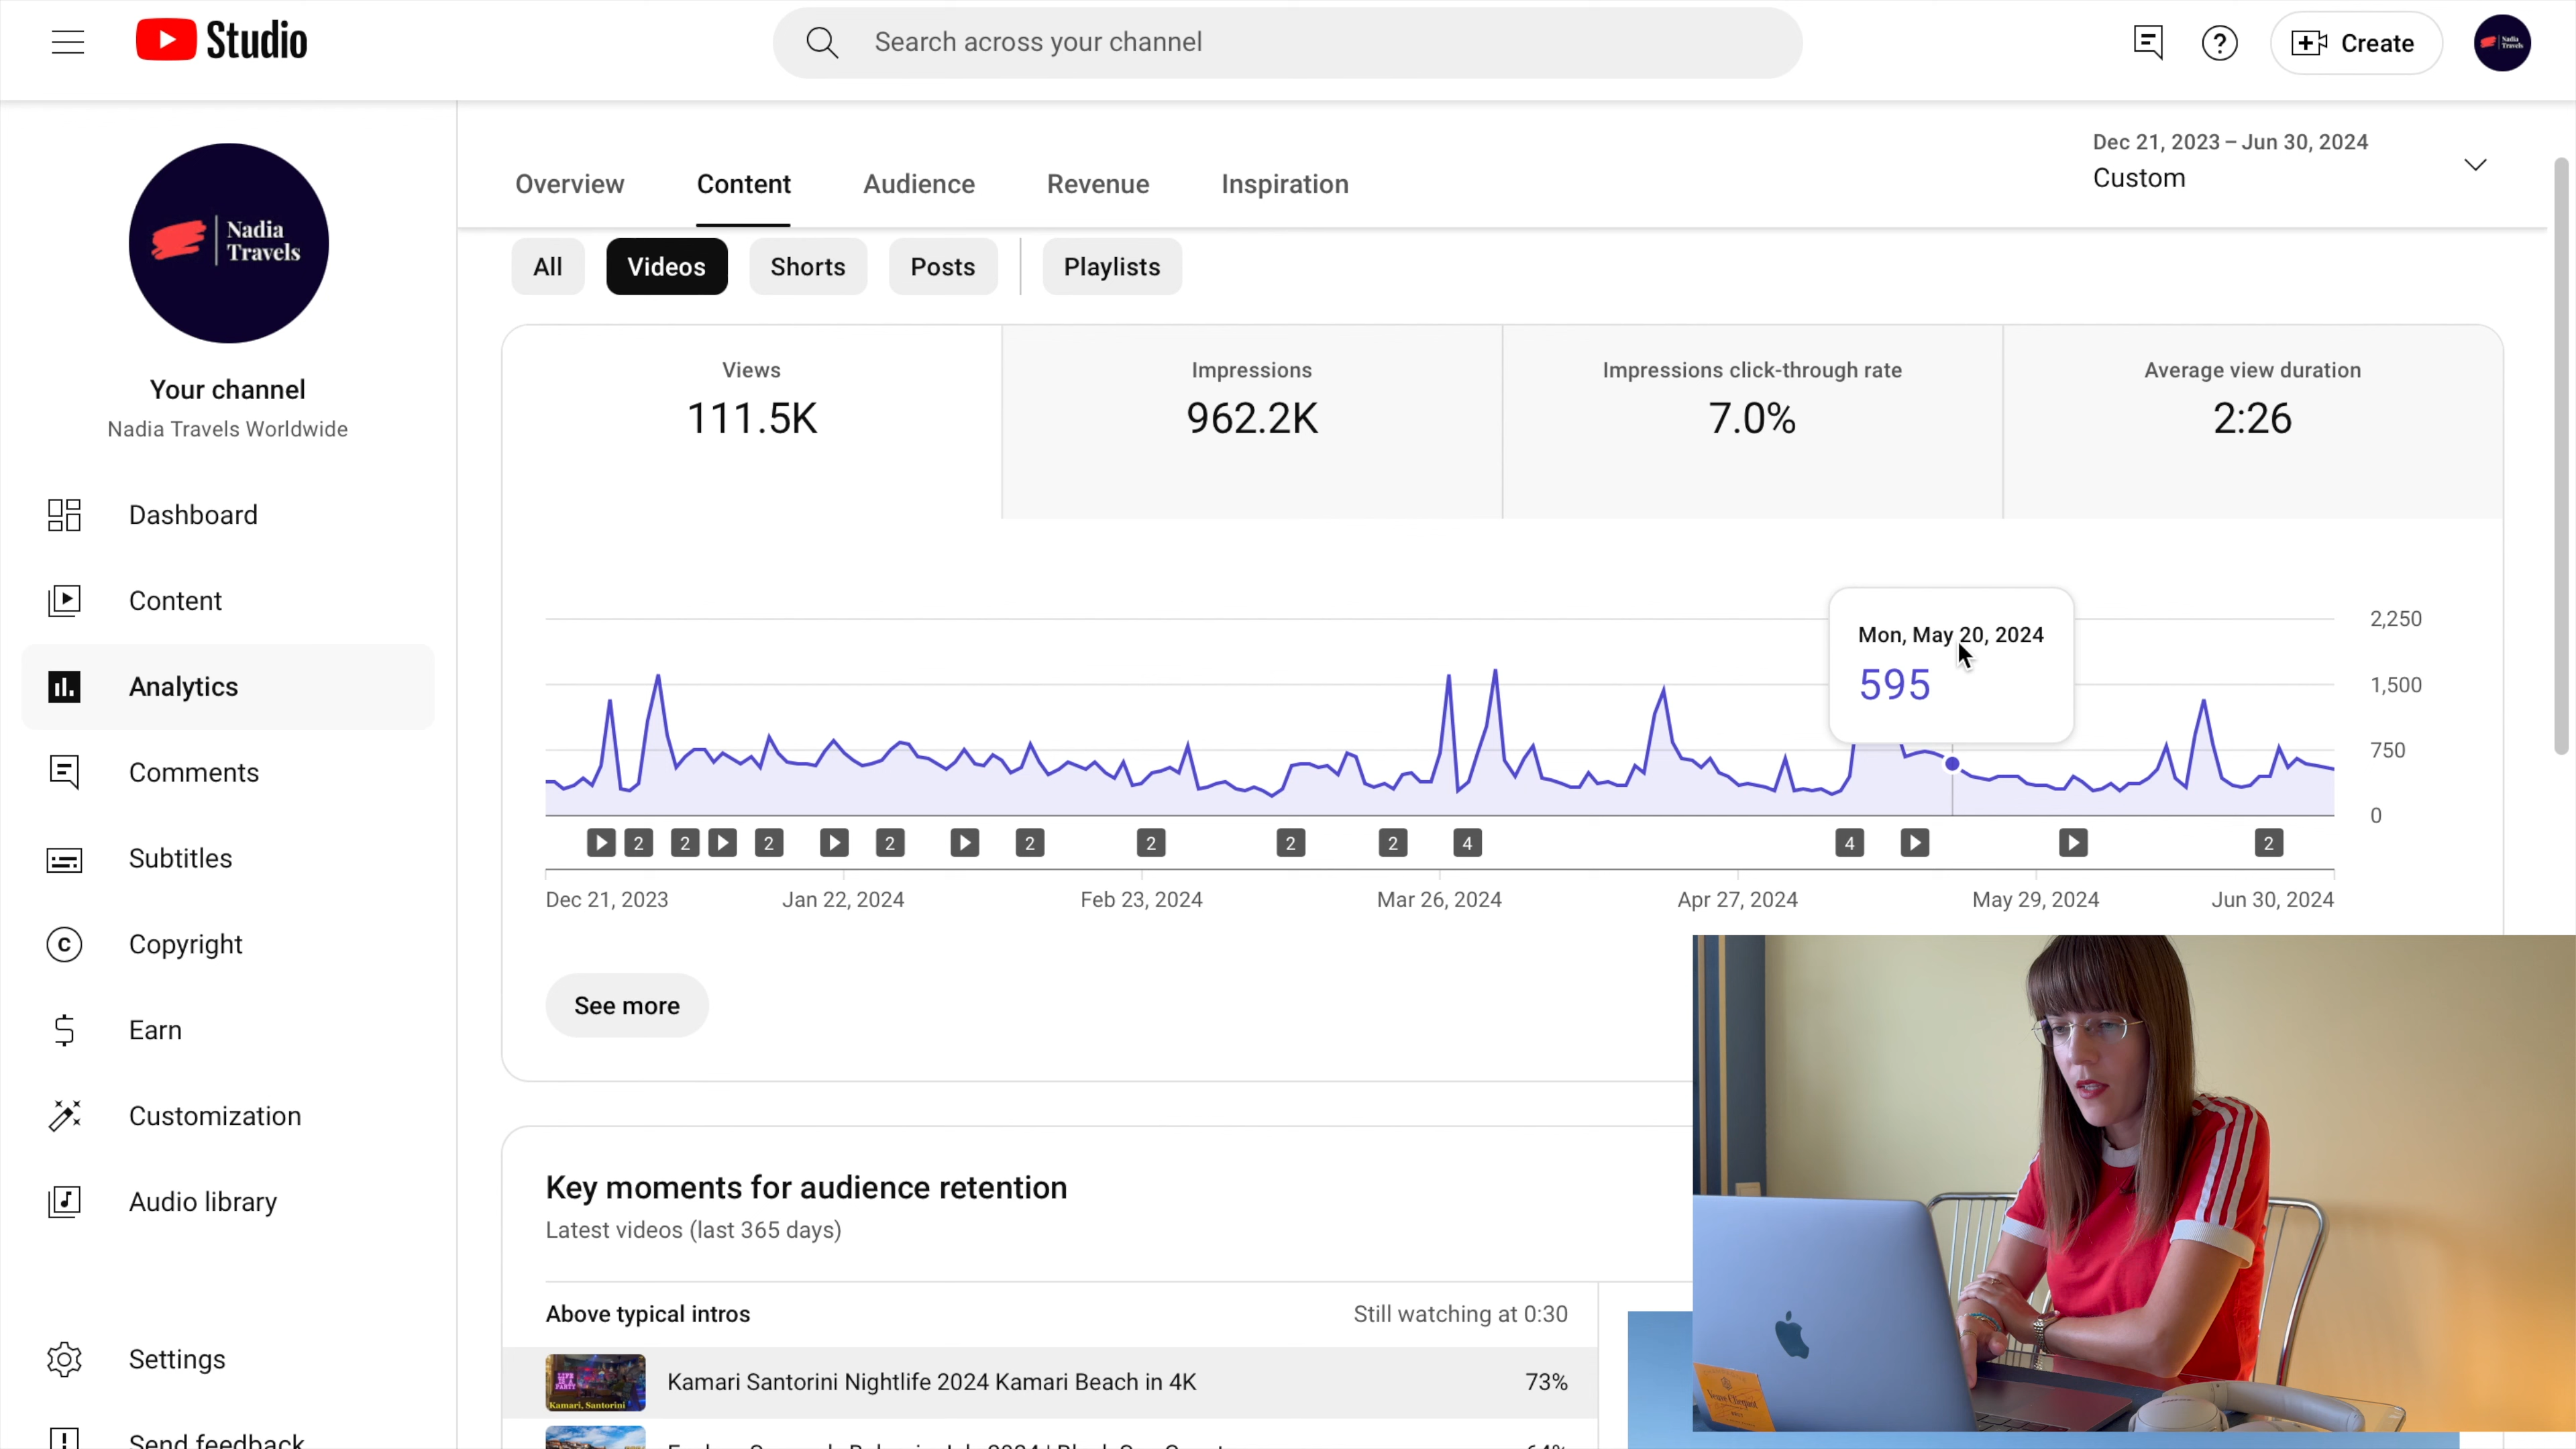 Studio
Search across your channel
Create
Nadia
Travels
Your channel
Nadia Travels Worldwide
Dashboard
Content
Analytics
Comments
Subtitles
Copyright
Earn
Customization
Audio library
Settings
Send feedback
Overview
Content
Audience
Revenue
Inspiration
Dec 21, 2023 – Jun 30, 2024
Custom
All
Videos
Shorts
Posts
Playlists
Views
111.5K
Impressions
962.2K
Impressions click-through rate
7.0%
Average view duration
2:26
Mon, May 20, 2024
595
2,250
1,500
750
0
2 2 2 2 2 2 2 2 4 4 2
Dec 21, 2023
Jan 22, 2024
Feb 23, 2024
Mar 26, 2024
Apr 27, 2024
May 29, 2024
Jun 30, 2024
See more
Key moments for audience retention
Latest videos (last 365 days)
Above typical intros
Still watching at 0:30
LIFE IS A PARTY
Kamari, Santorini
Kamari Santorini Nightlife 2024 Kamari Beach in 4K
73%